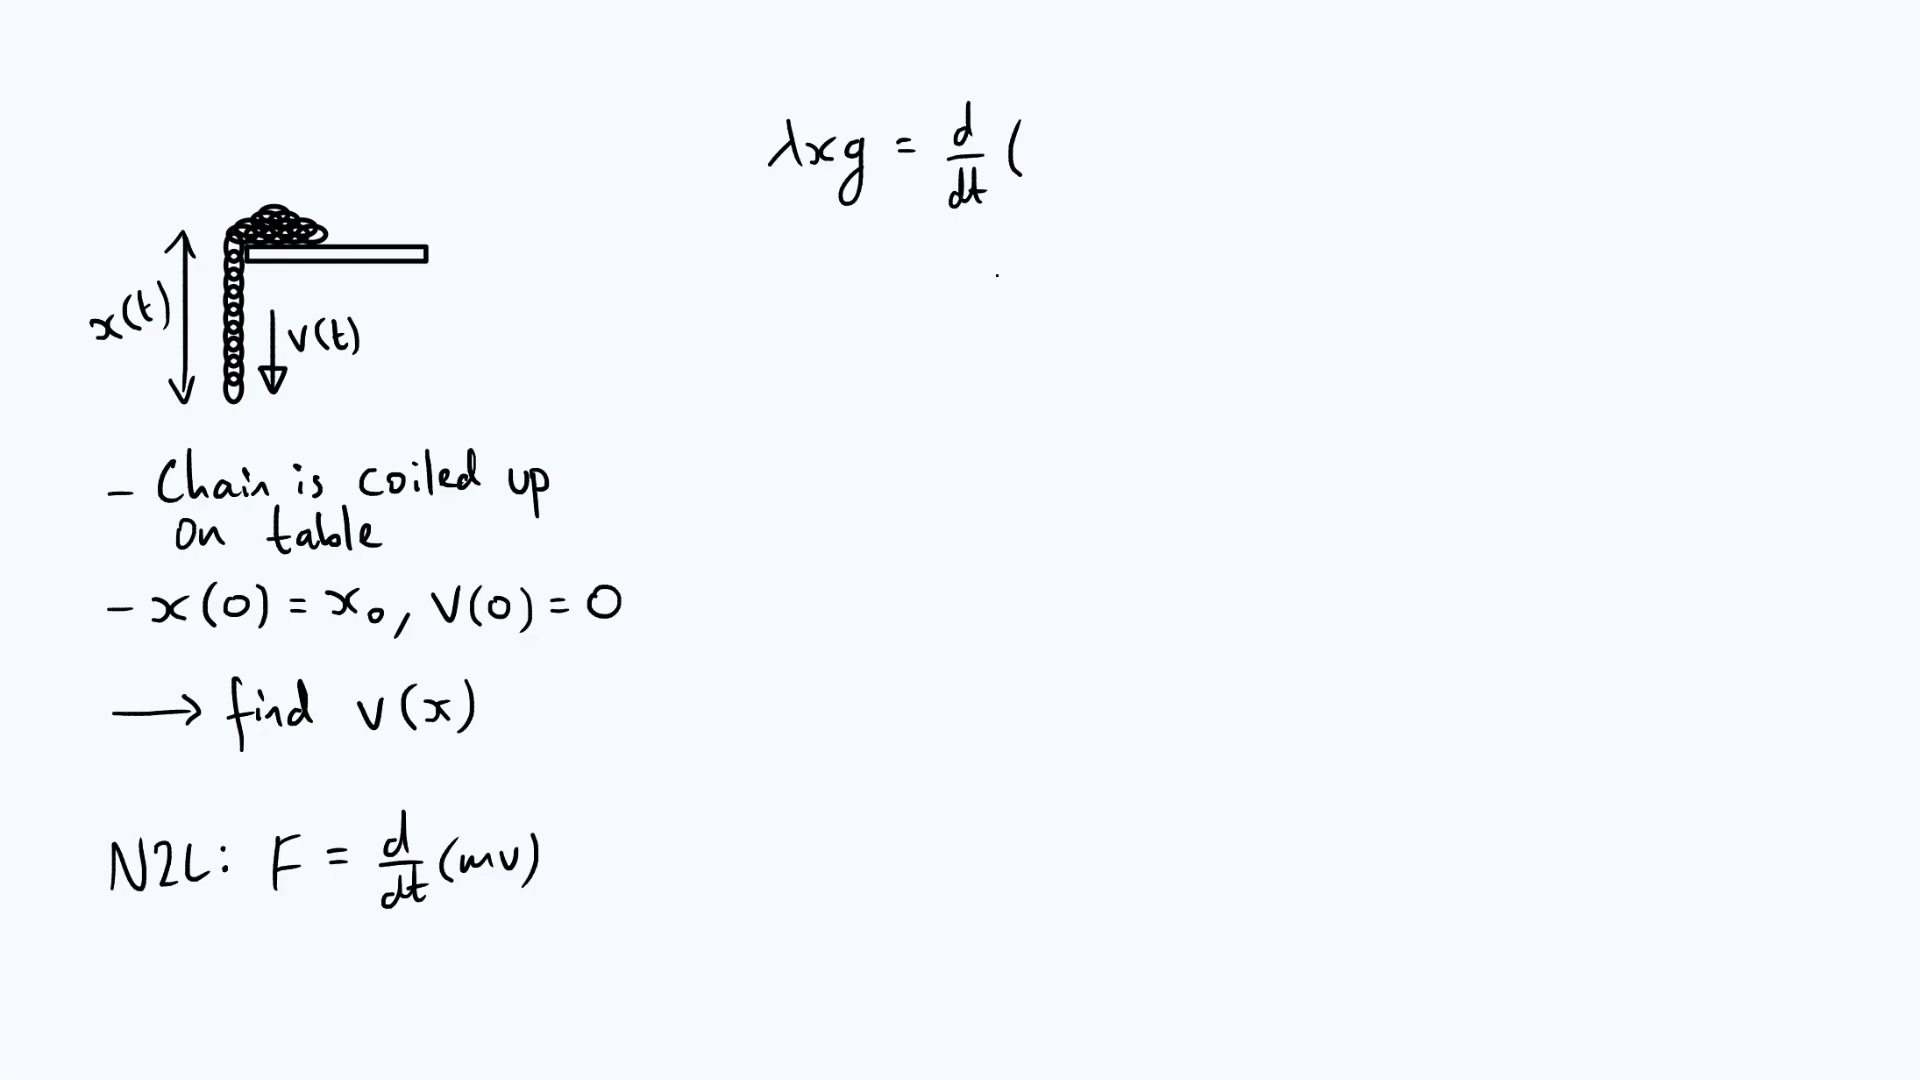 λxg = d/dt (
x(t)
v(t)
- Chain is coiled up
on table
- x(0) = x₀, v(0) = 0
⟶ find v(x)
N2L: F = d/dt (mv)